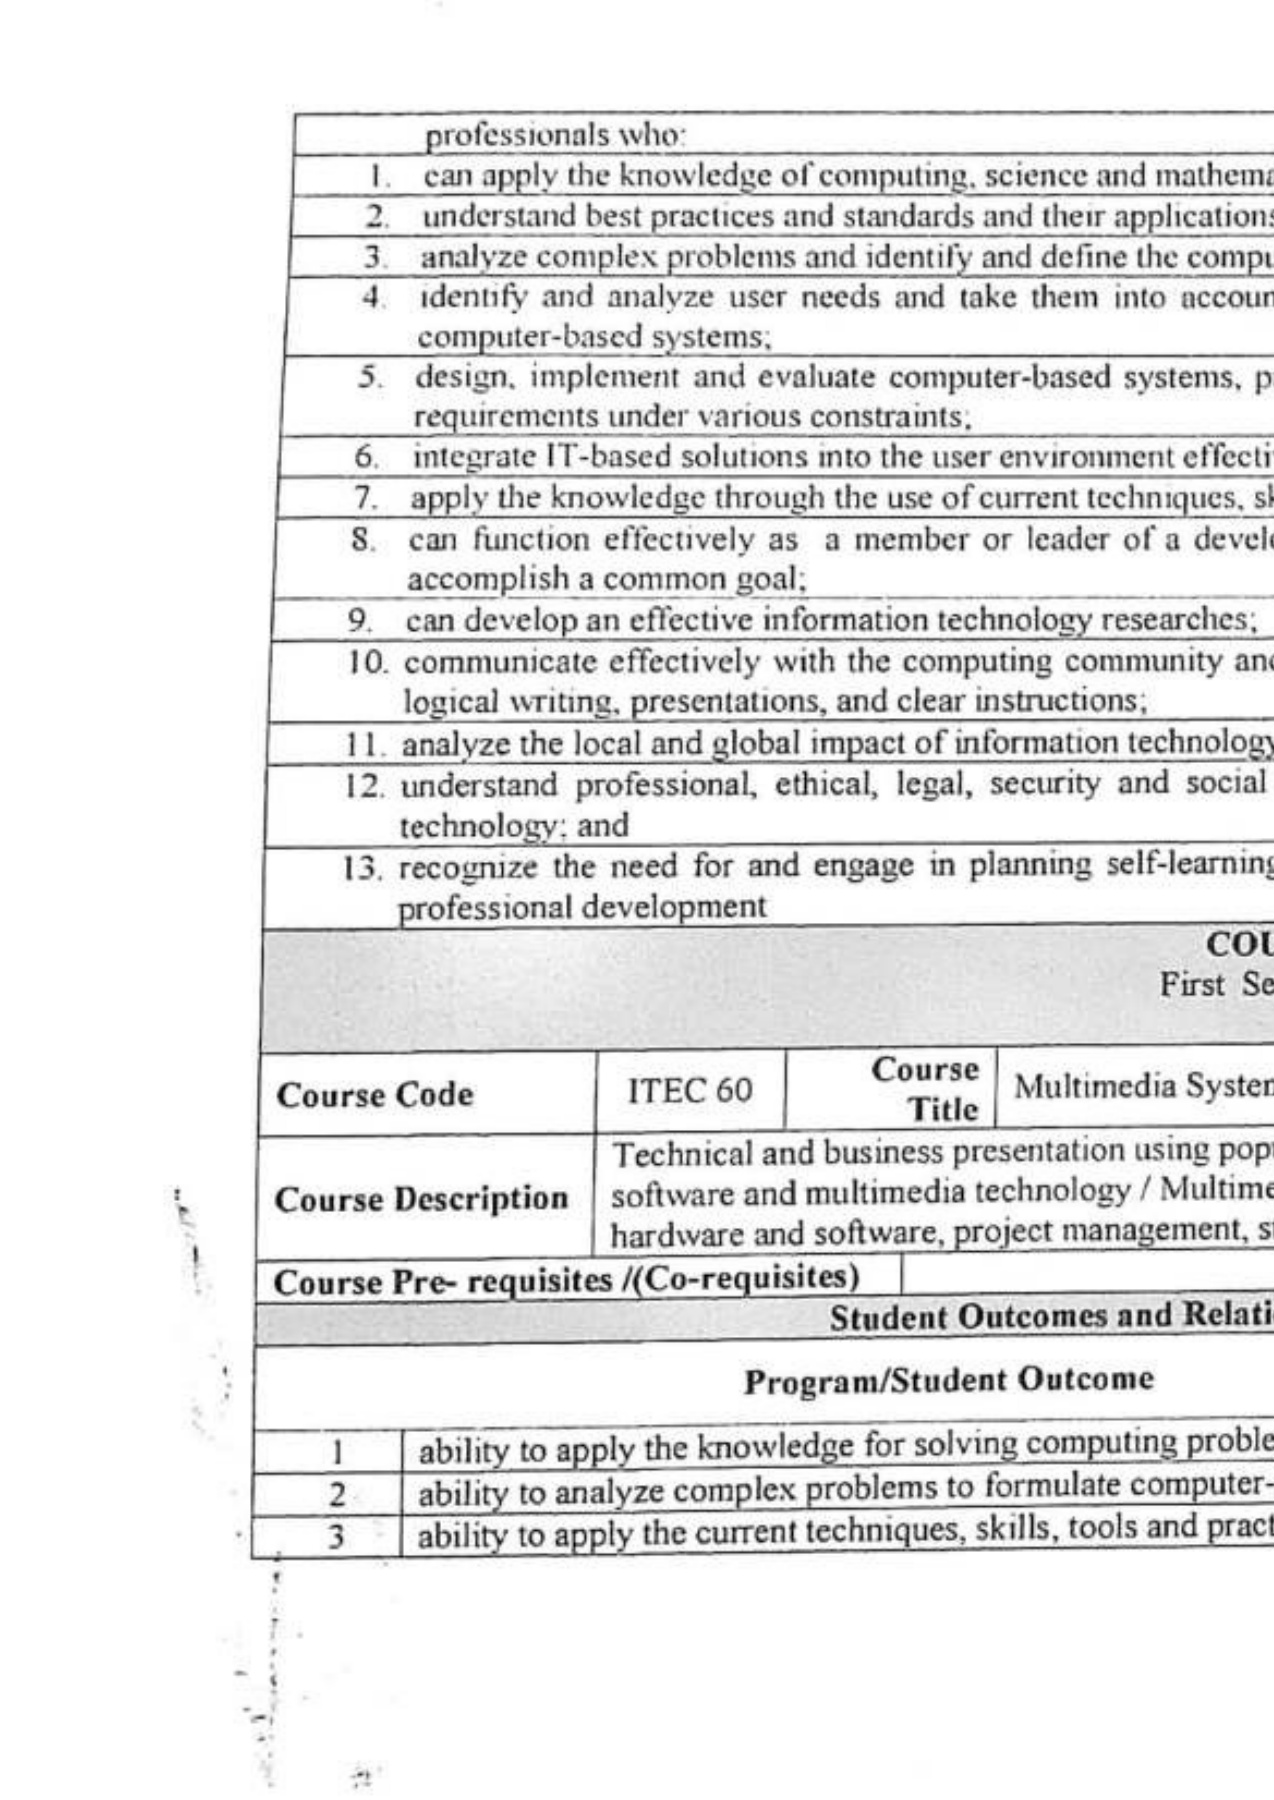 professionals who:
1. can apply the knowledge of computing, science and mathema
2. understand best practices and standards and their applications
3. analyze complex problems and identify and define the compu
4. identify and analyze user needs and take them into accoun
computer-based systems;
5. design, implement and evaluate computer-based systems, p
requirements under various constraints;
6. integrate IT-based solutions into the user environment effecti
7. apply the knowledge through the use of current techniques, sk
8. can function effectively as a member or leader of a devel
accomplish a common goal;
9. can develop an effective information technology researches;
10. communicate effectively with the computing community and
logical writing, presentations, and clear instructions;
11. analyze the local and global impact of information technology
12. understand professional, ethical, legal, security and social
technology; and
13. recognize the need for and engage in planning self-learning
professional development
COU
First Se
Course Code ITEC 60 Course Title Multimedia System
Technical and business presentation using pop
Course Description software and multimedia technology / Multime
hardware and software, project management, s
Course Pre- requisites /(Co-requisites)
Student Outcomes and Relati
Program/Student Outcome
1 ability to apply the knowledge for solving computing proble
2 ability to analyze complex problems to formulate computer-
3 ability to apply the current techniques, skills, tools and pract